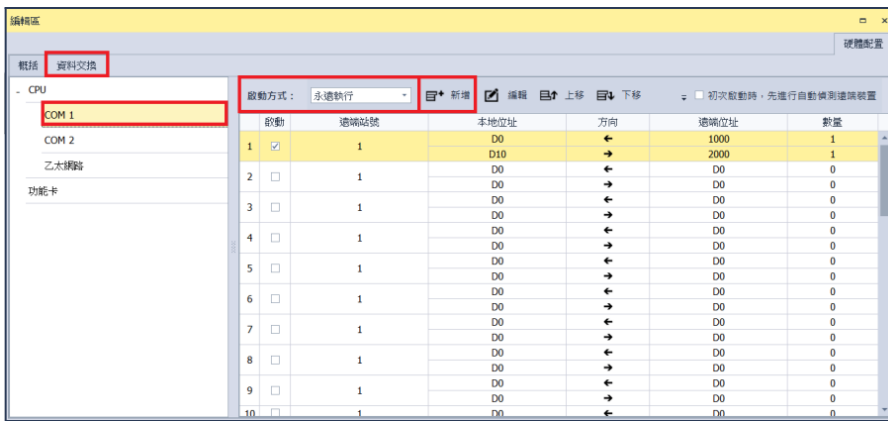 編輯區
硬體配置
概括 資料交換
CPU
COM 1
COM 2
乙太網路
功能卡
啟動方式： 永遠執行 新增 編輯 上移 下移 初次啟動時，先進行自動偵測遠端裝置
啟動 遠端站號 本地位址 方向 遠端位址 數量
1 1 D0 ← 1000 1
D10 → 2000 1
2 1 D0 ← D0 0
D0 → D0 0
3 1 D0 ← D0 0
D0 → D0 0
4 1 D0 ← D0 0
D0 → D0 0
5 1 D0 ← D0 0
D0 → D0 0
6 1 D0 ← D0 0
D0 → D0 0
7 1 D0 ← D0 0
D0 → D0 0
8 1 D0 ← D0 0
D0 → D0 0
9 1 D0 ← D0 0
D0 → D0 0
10 1 D0 ← D0 0